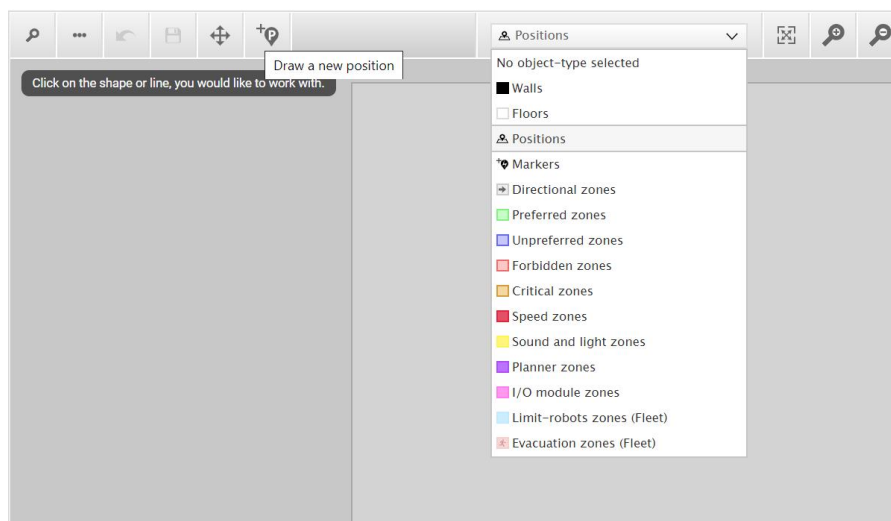 Positions
Draw a new position
No object-type selected
Click on the shape or line, you would like to work with.
Walls
Floors
Positions
Markers
Directional zones
Preferred zones
Unpreferred zones
Forbidden zones
Critical zones
Speed zones
Sound and light zones
Planner zones
I/O module zones
Limit-robots zones (Fleet)
Evacuation zones (Fleet)